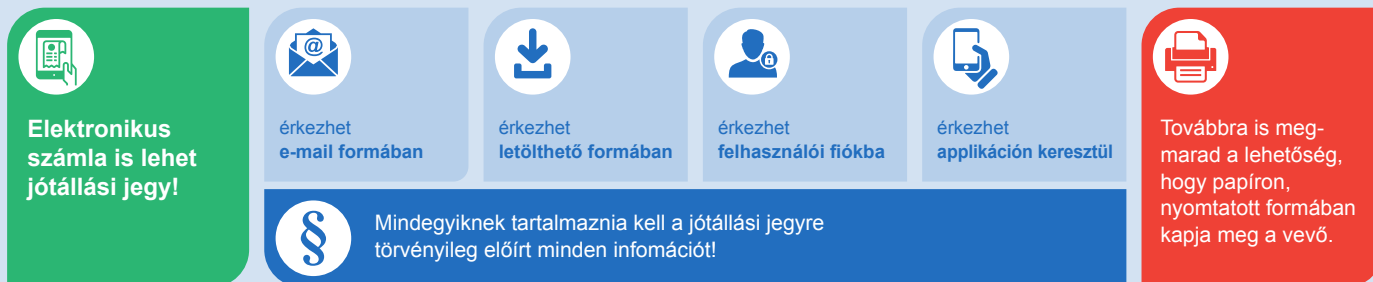 Elektronikus
számla is lehet
jótállási jegy!
@
érkezhet
e-mail formában
érkezhet
letölthető formában
érkezhet
felhasználói fiókba
érkezhet
applikáción keresztül
§
Mindegyiknek tartalmaznia kell a jótállási jegyre
törvényileg előírt minden infomációt!
Továbbra is meg-
marad a lehetőség,
hogy papíron,
nyomtatott formában
kapja meg a vevő.